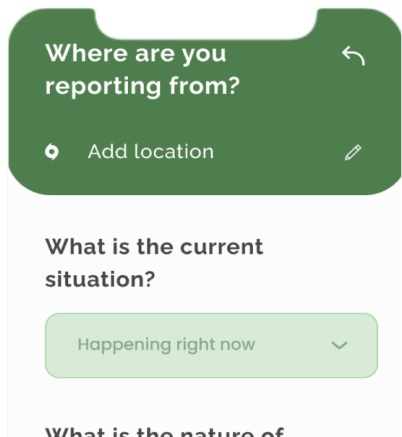 Where are you
reporting from?
Add location
What is the current
situation?
Happening right now
What is the nature of